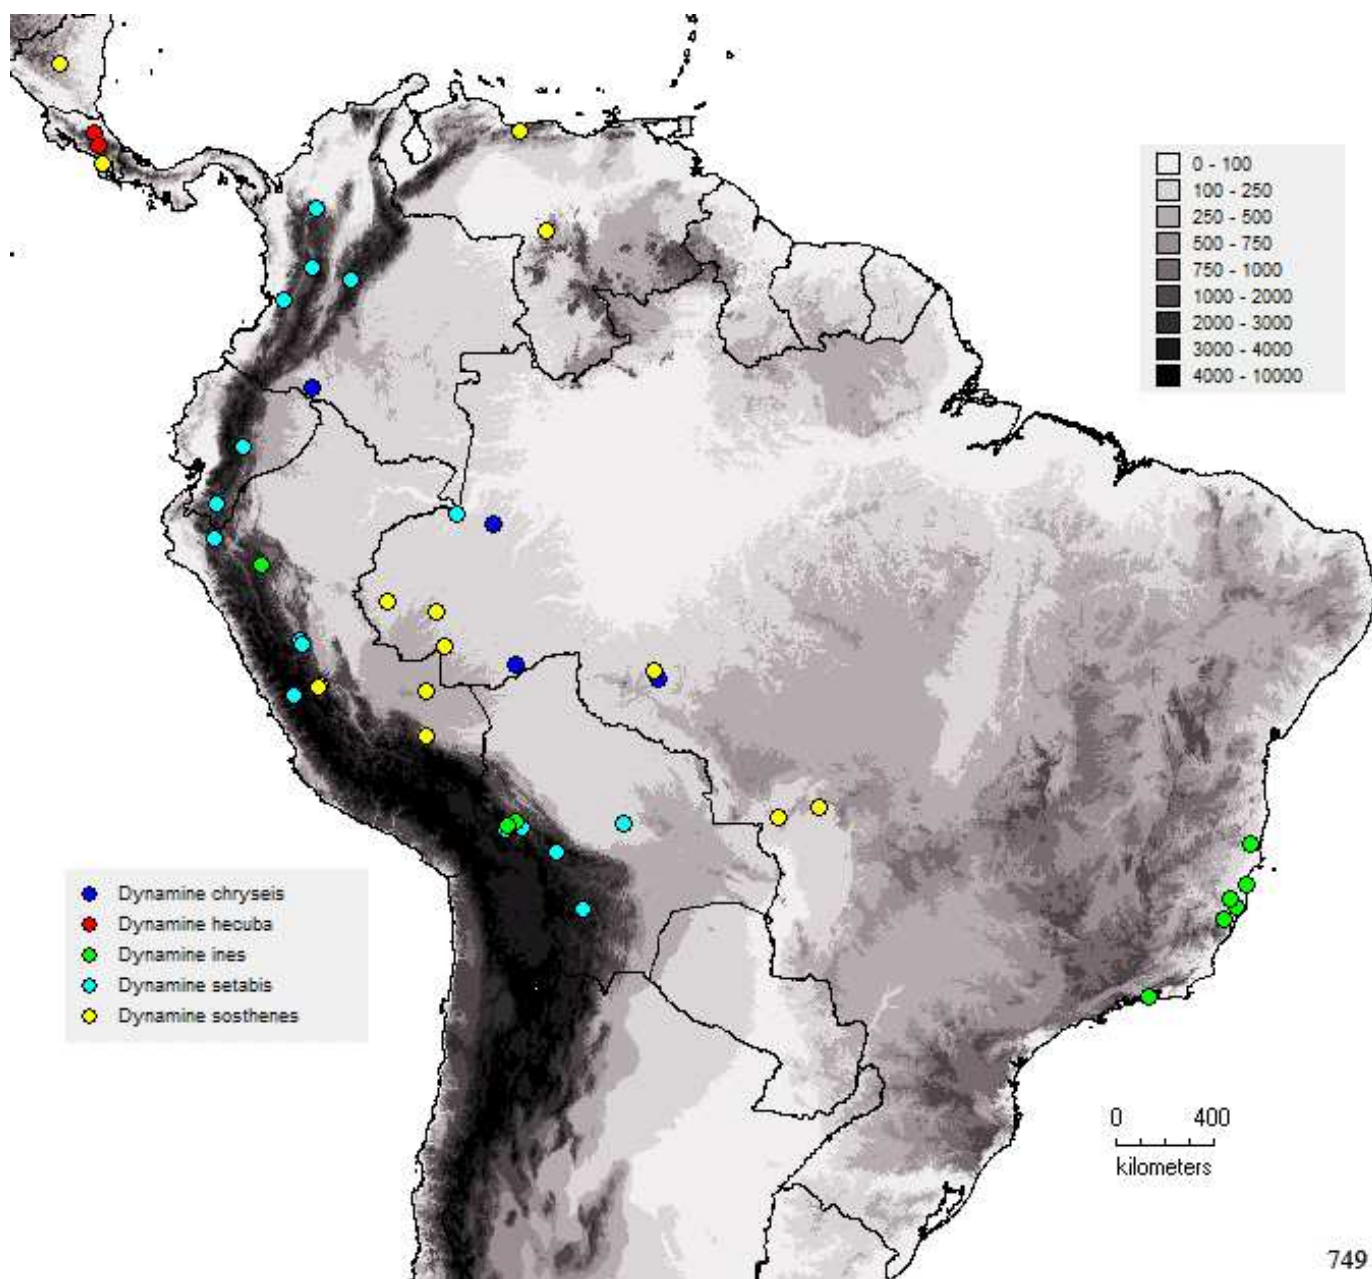 0 - 100
100 - 250
250 - 500
500 - 750
750 - 1000
1000 - 2000
2000 - 3000
3000 - 4000
4000 - 10000
Dynamine chryseis
Dynamine hecuba
Dynamine ines
Dynamine setabis
Dynamine sosthenes
0 400
kilometers
749